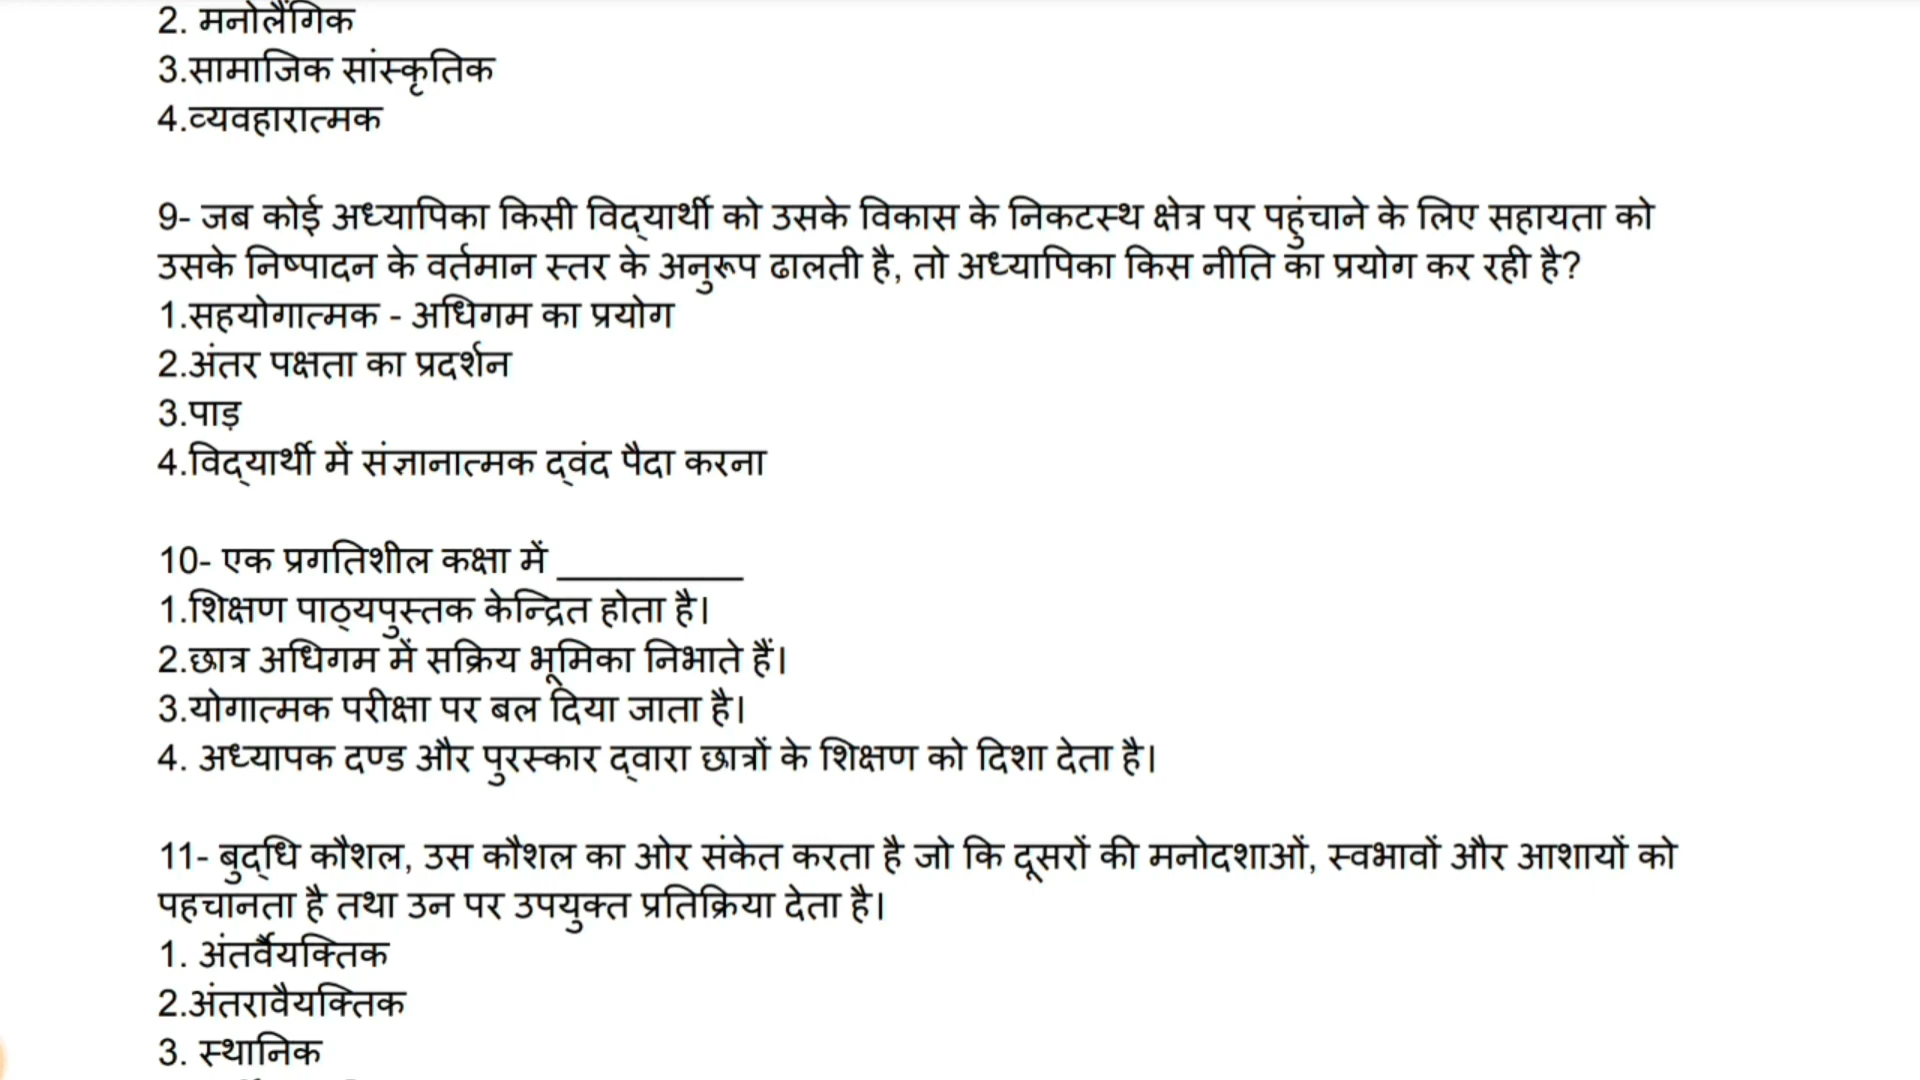 2. मनोलैंगिक
3.सामाजिक सांस्कृतिक
4.व्यवहारात्मक
9- जब कोई अध्यापिका किसी विद्यार्थी को उसके विकास के निकटस्थ क्षेत्र पर पहुंचाने के लिए सहायता को
उसके निष्पादन के वर्तमान स्तर के अनुरूप ढालती है, तो अध्यापिका किस नीति का प्रयोग कर रही है?
1.सहयोगात्मक - अधिगम का प्रयोग
2.अंतर पक्षता का प्रदर्शन
3.पाड़
4.विद्यार्थी में संज्ञानात्मक द्वंद पैदा करना
10- एक प्रगतिशील कक्षा में __________
1.शिक्षण पाठ्यपुस्तक केन्द्रित होता है।
2.छात्र अधिगम में सक्रिय भूमिका निभाते हैं।
3.योगात्मक परीक्षा पर बल दिया जाता है।
4. अध्यापक दण्ड और पुरस्कार द्वारा छात्रों के शिक्षण को दिशा देता है।
11- बुद्धि कौशल, उस कौशल का ओर संकेत करता है जो कि दूसरों की मनोदशाओं, स्वभावों और आशायों को
पहचानता है तथा उन पर उपयुक्त प्रतिक्रिया देता है।
1. अंतर्वैयक्तिक
2.अंतरावैयक्तिक
3. स्थानिक